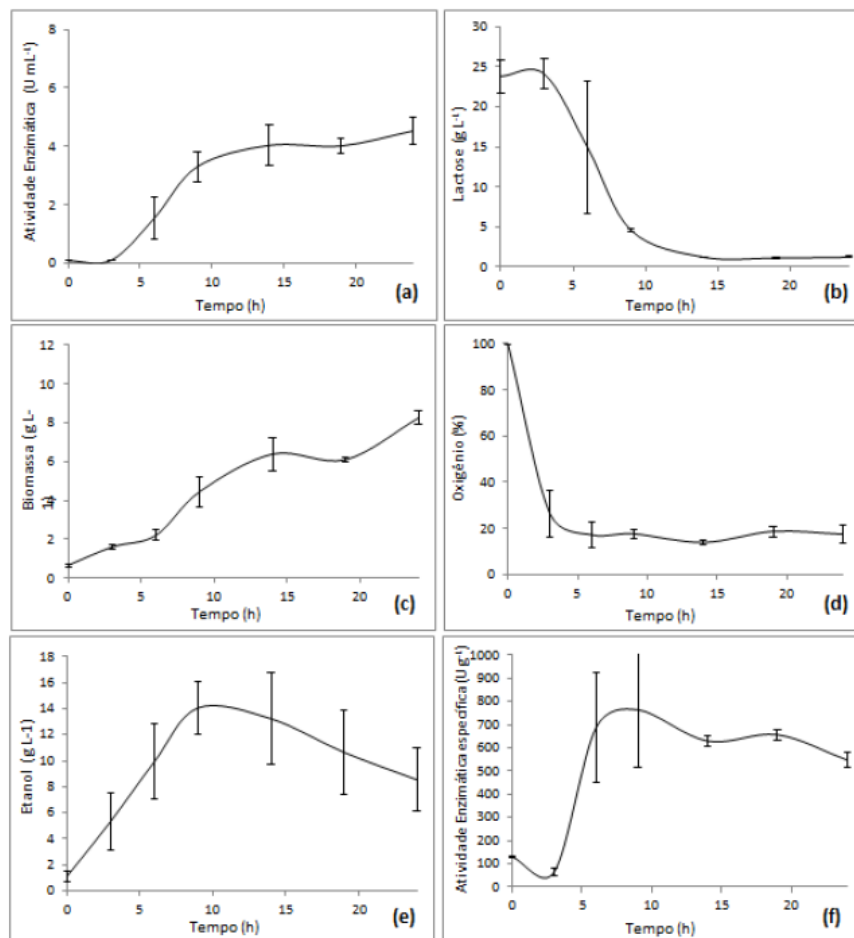 Atividade Enzimática (U mL⁻¹)
8
6
4
2
0
0 5 10 15 20
Tempo (h)
(a)
Lactose (g L⁻¹)
30
25
20
15
10
5
0
0 5 10 15 20
Tempo (h)
(b)
Biomassa (g L-
1)
12
10
8
6
4
2
0
0 5 10 15 20
Tempo (h)
(c)
Oxigênio (%)
100
80
60
40
20
0
0 5 10 15 20
Tempo (h)
(d)
Etanol (g L-1)
18
16
14
12
10
8
6
4
2
0
0 5 10 15 20
Tempo (h)
(e)
Atividade Enzimática específica (U g⁻¹)
1000
900
800
700
600
500
400
300
200
100
0
0 5 10 15 20
Tempo (h)
(f)